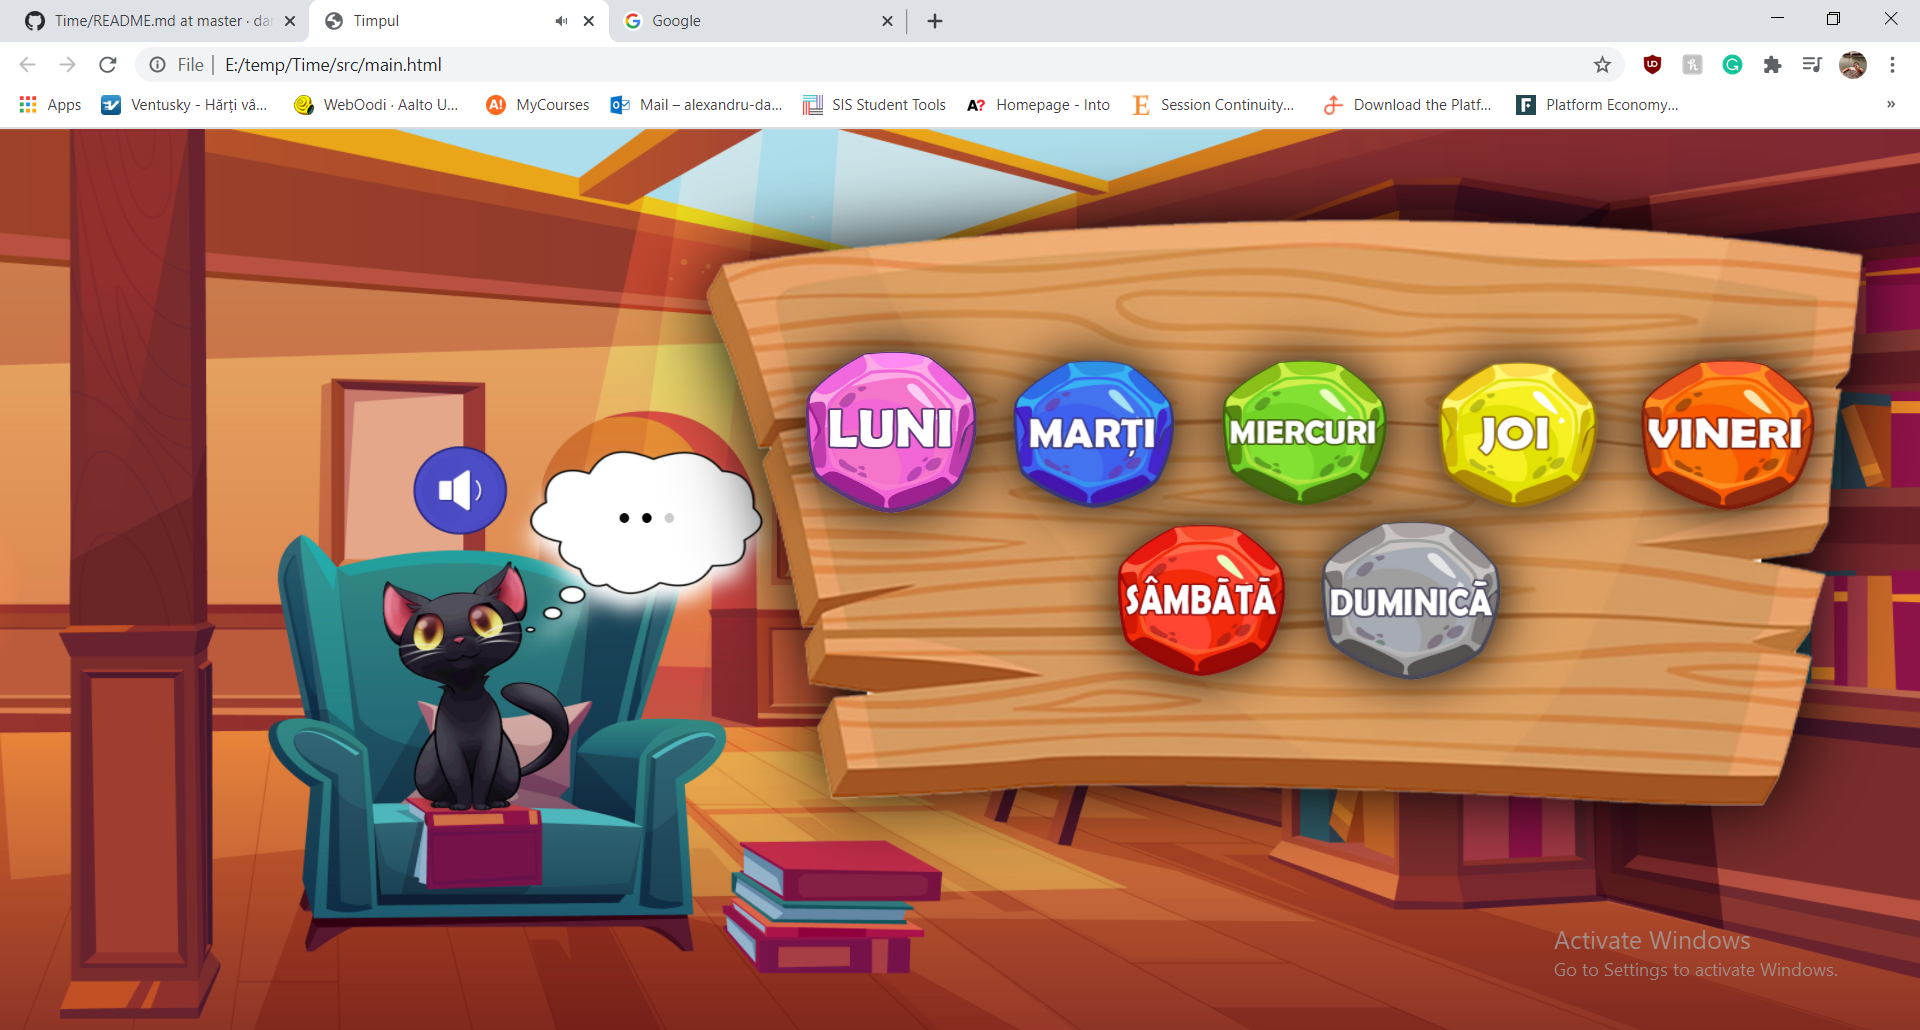 Time/README.md at master · da
Timpul
Google
File | E:/temp/Time/src/main.html
Apps
Ventusky - Hărți vâ...
WebOodi · Aalto U...
MyCourses
Mail – alexandru-da...
SIS Student Tools
Homepage - Into
Session Continuity...
Download the Platf...
Platform Economy...
»
LUNI
MARȚI
MIERCURI
JOI
VINERI
SÂMBĂTĂ
DUMINICĂ
Activate Windows
Go to Settings to activate Windows.